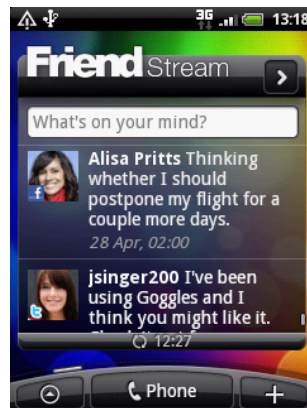 3G 13:18
Friend Stream
What's on your mind?
Alisa Pritts Thinking
whether I should
postpone my flight for a
couple more days.
28 Apr, 02:00
jsinger200 I've been
using Goggles and I
think you might like it.
12:27
Phone